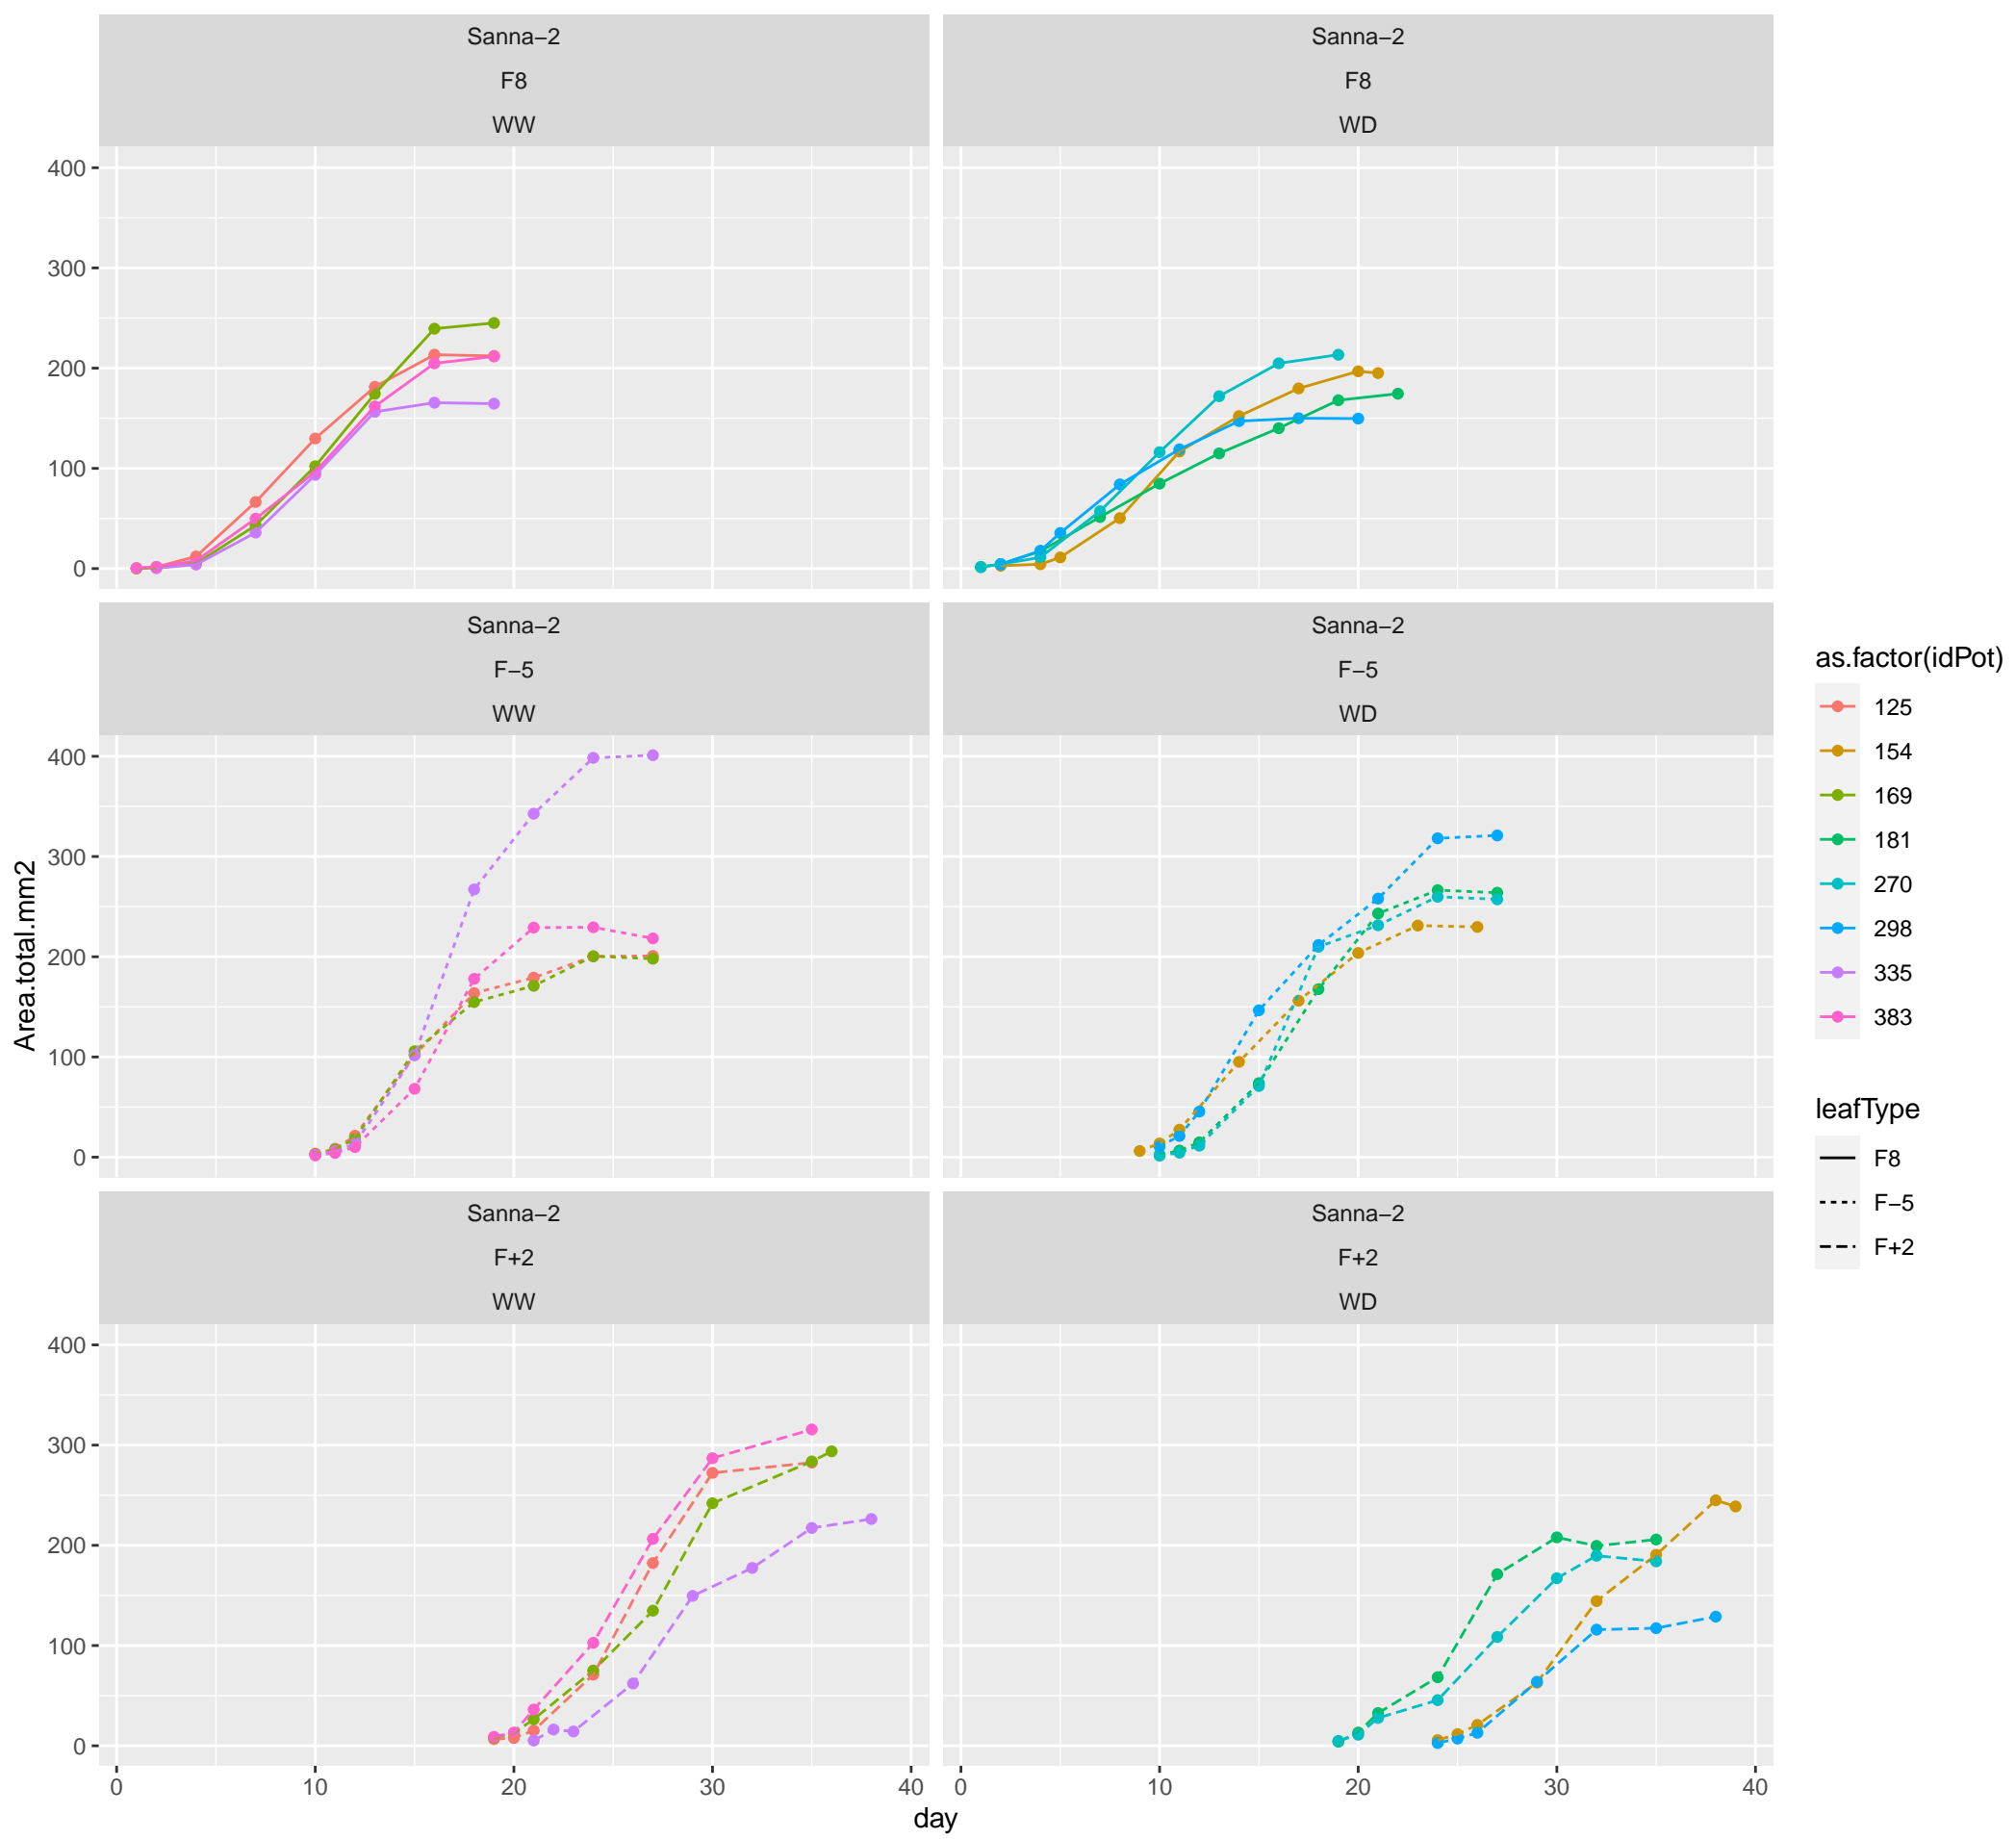 Sanna−2
F8
WW
Sanna−2
F8
WD
400
300
200
100
0
Sanna−2
F−5
WW
Sanna−2
F−5
WD
400
300
200
100
0
Sanna−2
F+2
WW
Sanna−2
F+2
WD
400
300
200
100
0
0 10 20 30 40
0 10 20 30 40
day
Area.total.mm2
as.factor(idPot)
125
154
169
181
270
298
335
383
leafType
F8
F−5
F+2